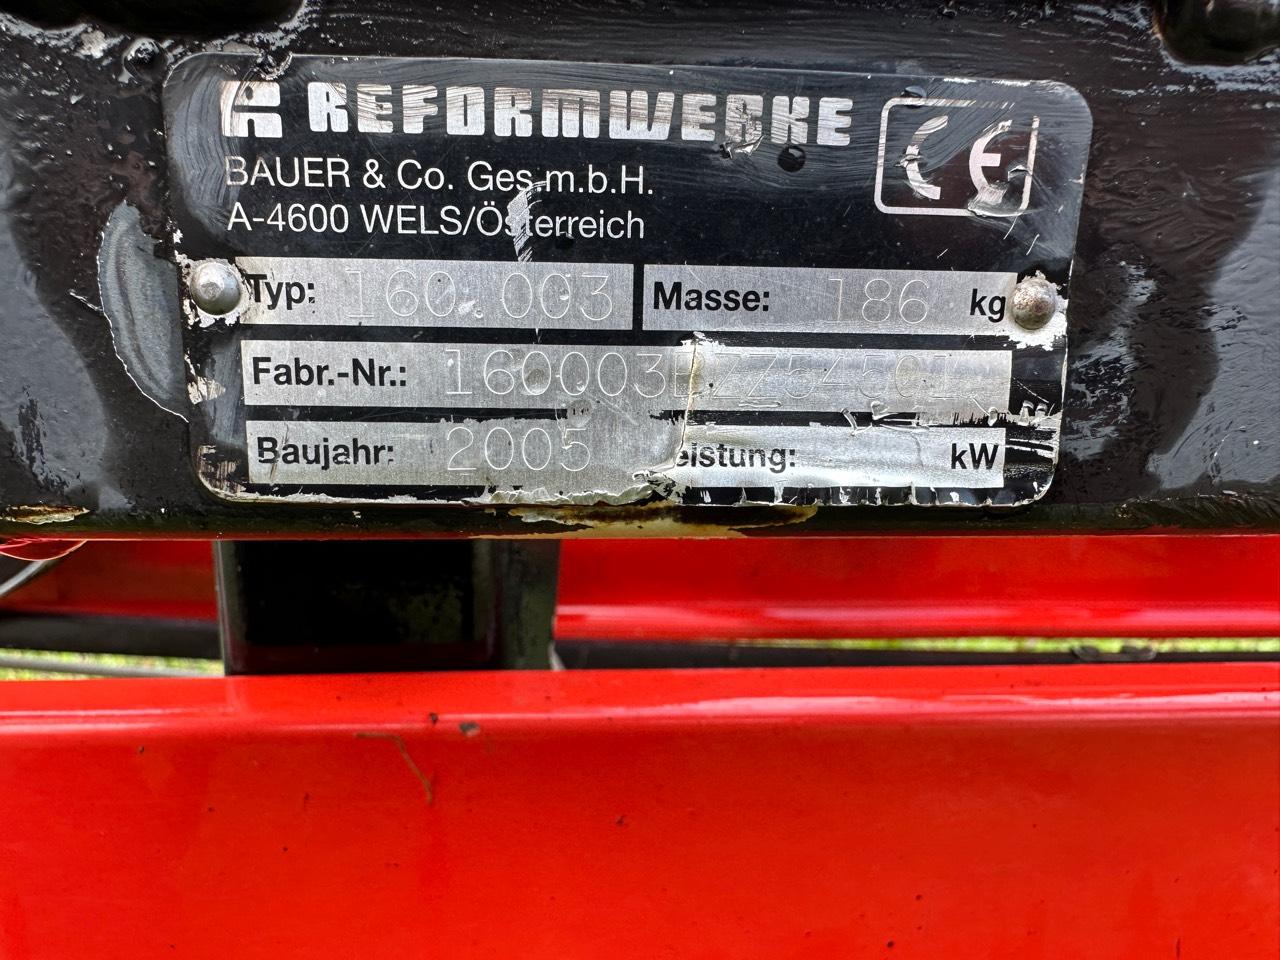 REFORMWERKE CE
BAUER & Co. Ges.m.b.H.
A-4600 WELS/Österreich
Typ: 160.003 Masse: 186 kg
Fabr.-Nr.:
Baujahr: 2005 Leistung: kW